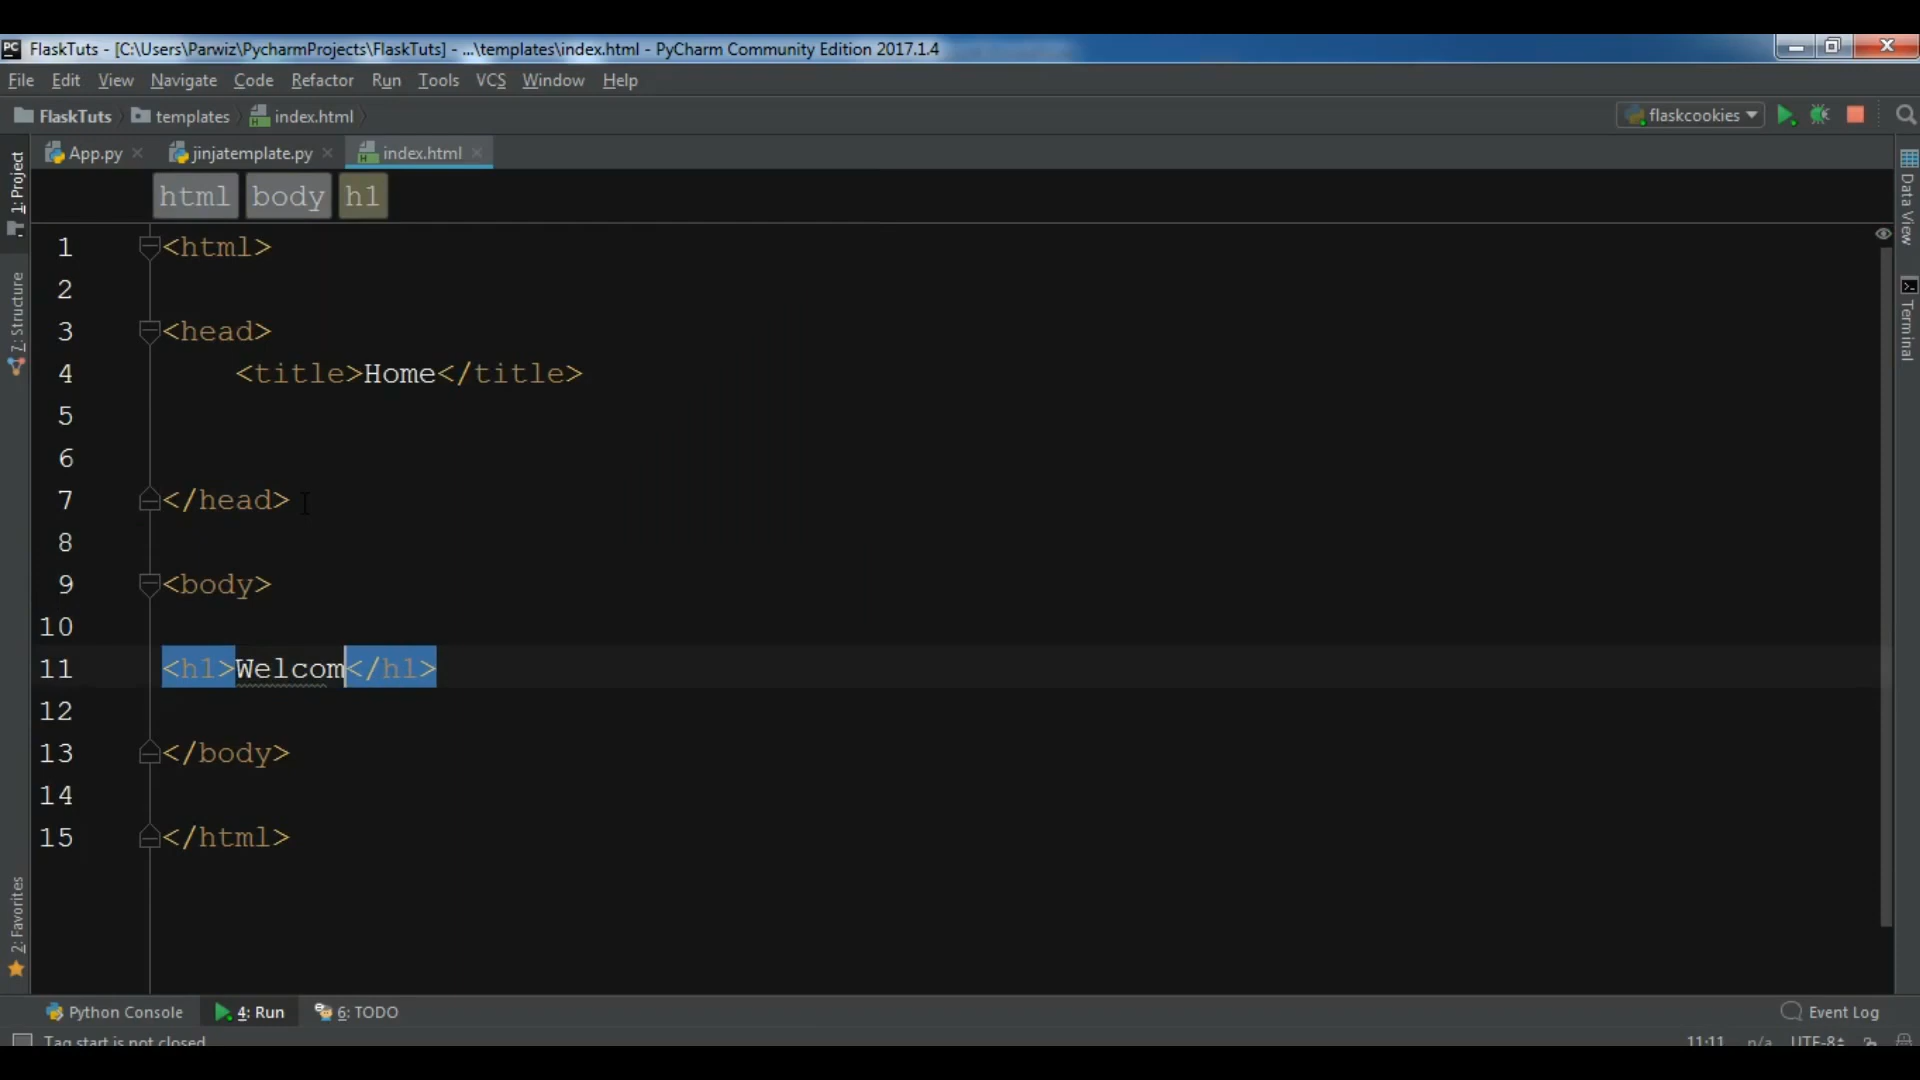 FlaskTuts - [C:\Users\Parwiz\PycharmProjects\FlaskTuts] - ...\templates\index.html - PyCharm Community Edition 2017.1.4
File Edit View Navigate Code Refactor Run Tools VCS Window Help
FlaskTuts templates index.html flaskcookies
App.py jinjatemplate.py index.html
html body h1
1 <html>
2
3 <head>
4 <title>Home</title>
5
6
7 </head>
8
9 <body>
10
11 <h1>Welcom</h1>
12
13 </body>
14
15 </html>
1: Project
7: Structure
2: Favorites
Data View
Terminal
Python Console 4: Run 6: TODO Event Log
Tag start is not closed 11:11 n/a UTF-8